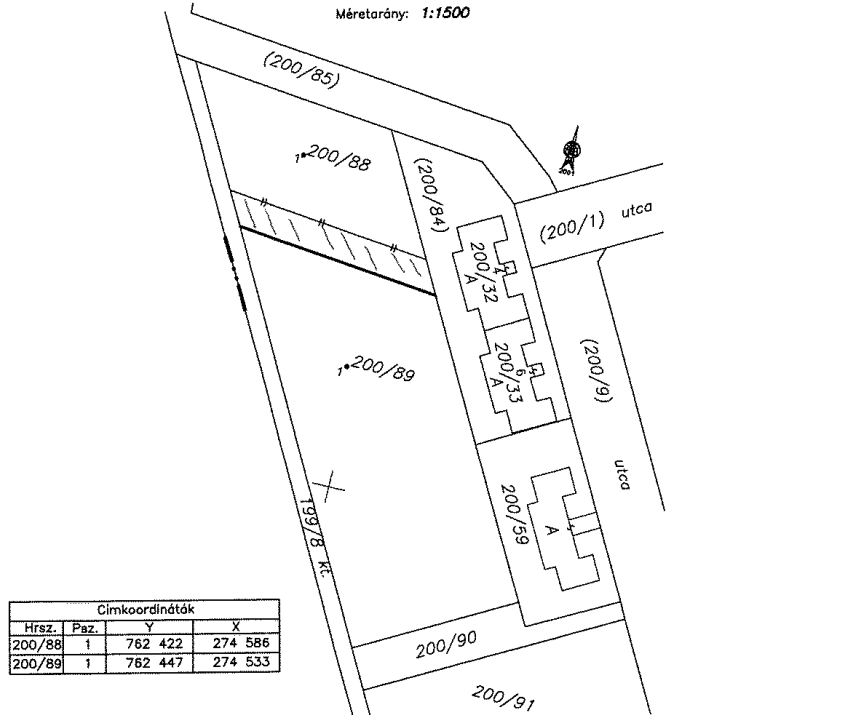 Méretarány: 1:1500
(200/85)
1 200/88
(200/84)
(200/1) utca
200/32
4
A
200/33
6
A
(200/9)
utca
1 200/89
200/59
A
199/8 kt.
200/90
200/91
Címkoordináták
Hrsz. Psz. Y X
200/88 1 762 422 274 586
200/89 1 762 447 274 533